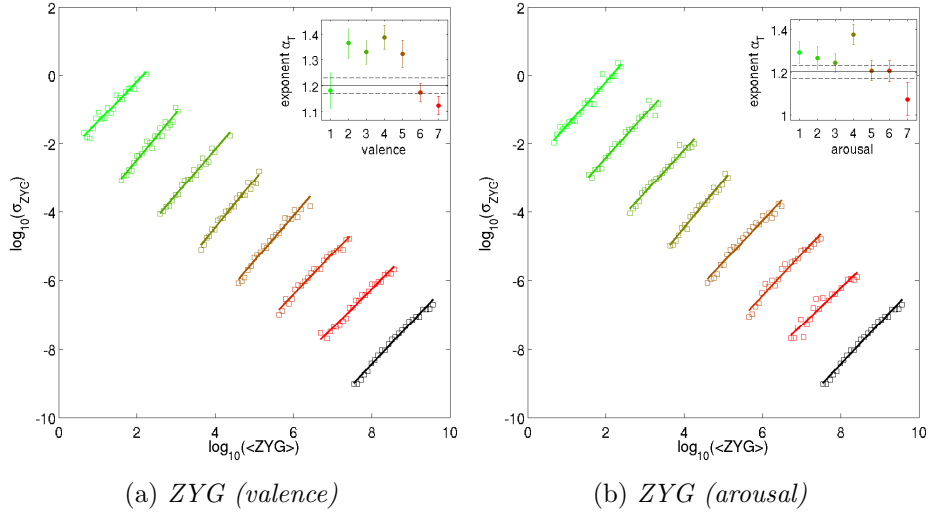 2
0
-2
-4
-6
-8
-10
0
2
4
6
8
10
log10(σZYG)
log10(<ZYG>)
1.4
1.3
1.2
1.1
exponent αT
1 2 3 4 5 6 7
valence
2
0
-2
-4
-6
-8
-10
0
2
4
6
8
10
log10(σZYG)
log10(<ZYG>)
1.4
1.2
1
exponent αT
1 2 3 4 5 6 7
arousal
(a) ZYG (valence)
(b) ZYG (arousal)